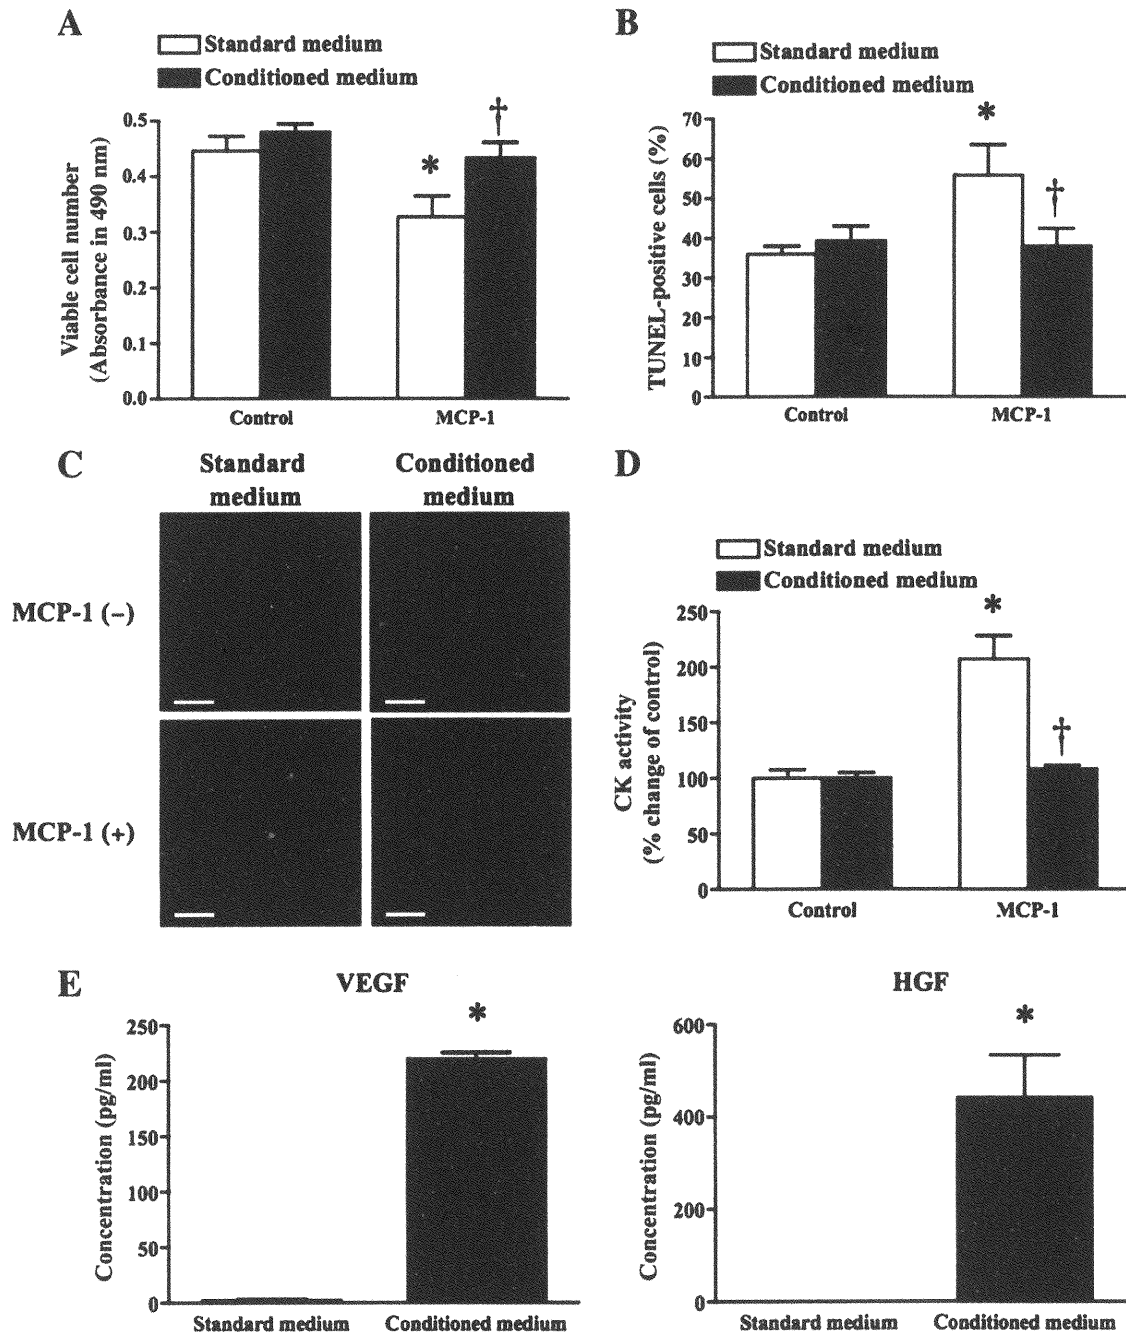 A
Standard medium
Conditioned medium
Viable cell number
(Absorbance in 490 nm)
0.5
0.4
0.3
0.2
0.1
0.0
*
†
Control
MCP-1
B
Standard medium
Conditioned medium
TUNEL-positive cells (%)
70
60
50
40
30
20
10
0
*
†
Control
MCP-1
C
Standard
medium
Conditioned
medium
MCP-1 (−)
MCP-1 (+)
D
Standard medium
Conditioned medium
CK activity
(% change of control)
250
200
150
100
50
0
*
†
Control
MCP-1
E
VEGF
Concentration (pg/ml)
250
200
150
100
50
0
*
Standard medium
Conditioned medium
HGF
Concentration (pg/ml)
600
400
200
0
*
Standard medium
Conditioned medium